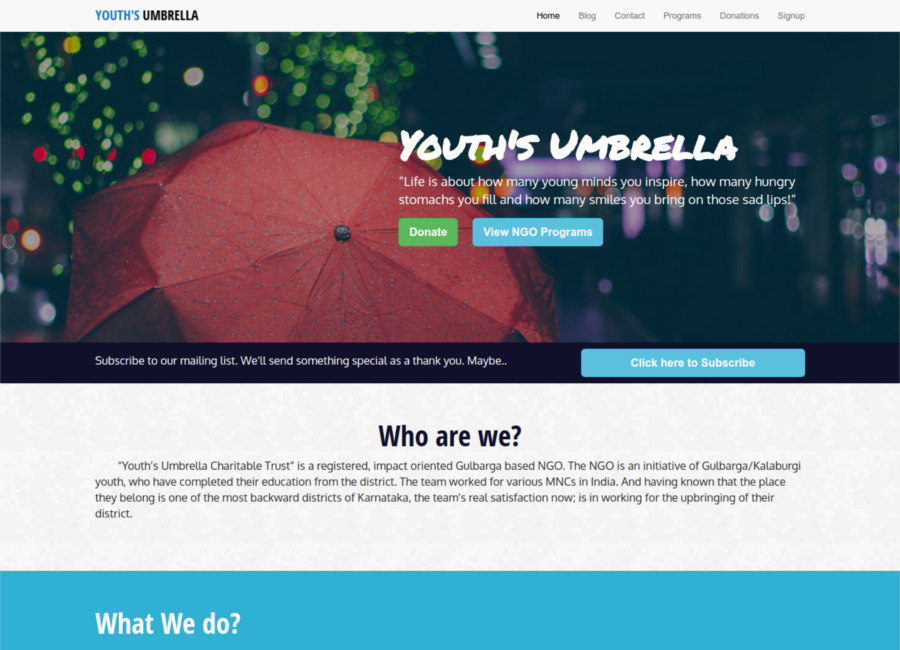 YOUTH'S UMBRELLA
Home Blog Contact Programs Donations Signup
Youth's Umbrella
“Life is about how many young minds you inspire, how many hungry
stomachs you fill and how many smiles you bring on those sad lips!”
Donate View NGO Programs
Subscribe to our mailing list. We'll send something special as a thank you. Maybe.. Click here to Subscribe
Who are we?
“Youth's Umbrella Charitable Trust” is a registered, impact oriented Gulbarga based NGO. The NGO is an initiative of Gulbarga/Kalaburgi
youth, who have completed their education from the district. The team worked for various MNCs in India. And having known that the place
they belong is one of the most backward districts of Karnataka, the team's real satisfaction now; is in working for the upbringing of their
district.
What We do?